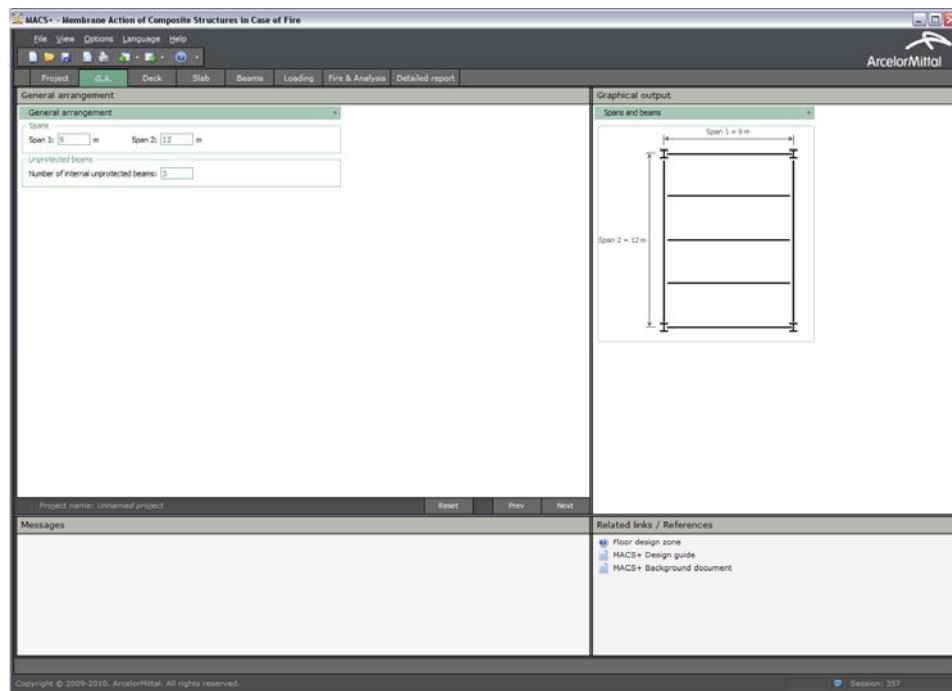 MACS+ - Membrane Action of Composite Structures in Case of Fire
File View Options Language Help
ArcelorMittal
Project G.A. Deck Slab Beams Loading Fire & Analysis Detailed report
General arrangement
General arrangement
Spans
Span 1: 9 m Span 2: 12 m
Unprotected beams
Number of internal unprotected beams: 3
Graphical output
Spans and beams
Span 1 = 9 m
Span 2 = 12 m
Project name: Unnamed project Reset Prev Next
Messages
Related links / References
Floor design zone
MACS+ Design guide
MACS+ Background document
Copyright © 2009-2010. ArcelorMittal. All rights reserved.
Session: 357